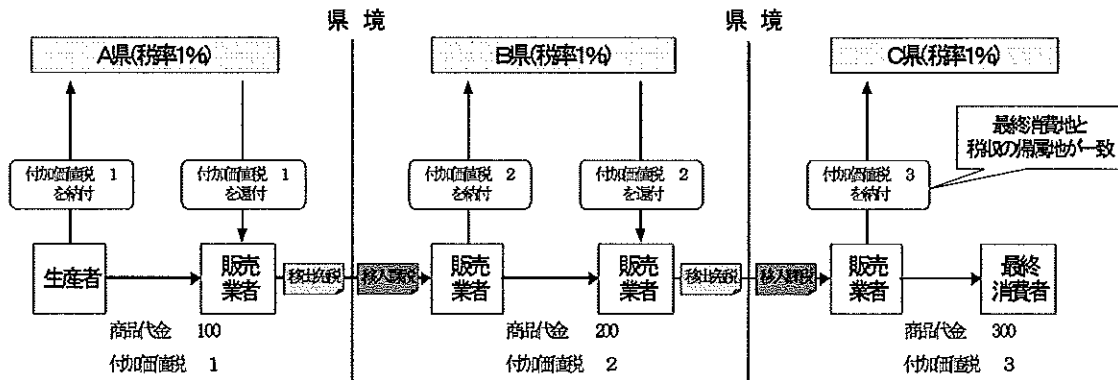 県 境
県 境
A県(税率1%)
B県(税率1%)
C県(税率1%)
最終消費地と
税収の帰属地が一致
付加価値税 1
を納付
付加価値税 1
を還付
付加価値税 2
を納付
付加価値税 2
を還付
付加価値税 3
を納付
生産者
販売
業者
移出免税
移入課税
販売
業者
販売
業者
移出免税
移入課税
販売
業者
最終
消費者
商品代金 100
商品代金 200
商品代金 300
付加価値税 1
付加価値税 2
付加価値税 3